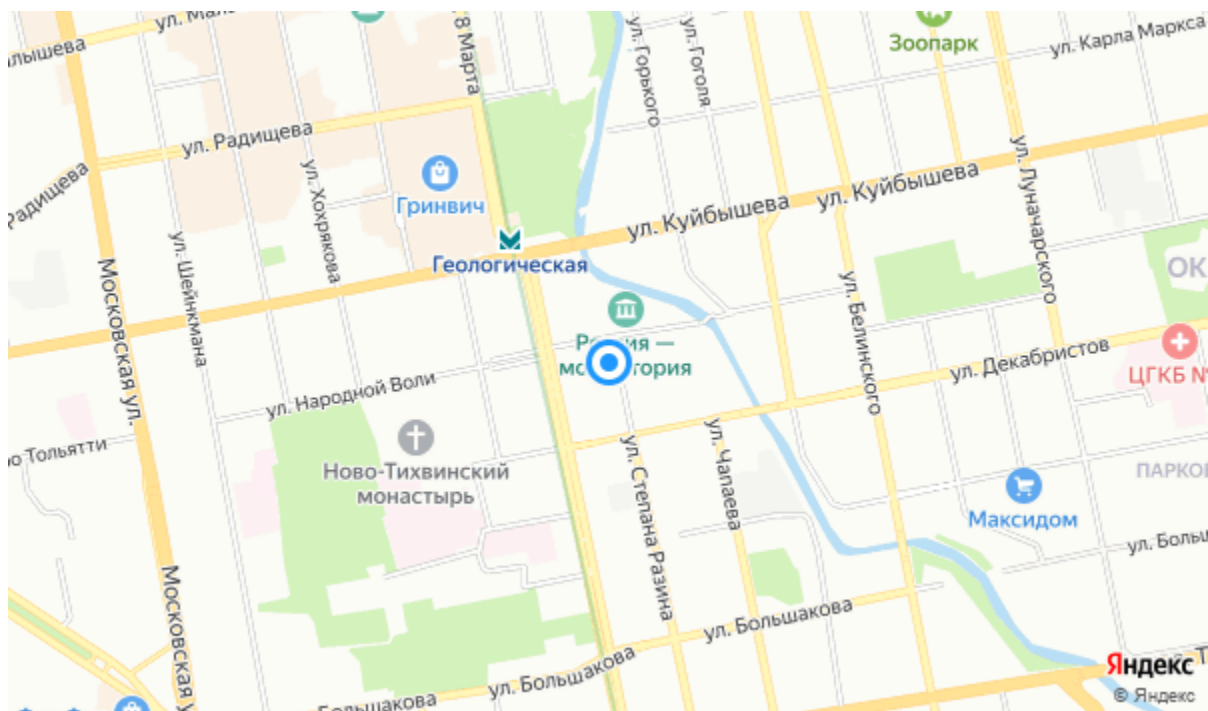 ул.
алышева
8 Марта
ул. Горького
ул. Гоголя
Зоопарк
ул. Карла Маркса
ул. Радищева
Радищева
ул. Хохрякова
Гринвич
ул. Куйбышева
ул. Куйбышева
ул. Луначарского
Геологическая
Московская ул.
ул. Шейнкмана
ул. Белинского
ОК
ул. Декабристов
ЦГКБ №
ул. Народной Воли
Тольятти
Ново-Тихвинский
монастырь
ул. Степана Разина
ул. Чапаева
Максидом
ПАРКОВ
ул. Больш
Московская у
ул. Большакова
ул. Большакова
Большакова
Яндекс
© Яндекс